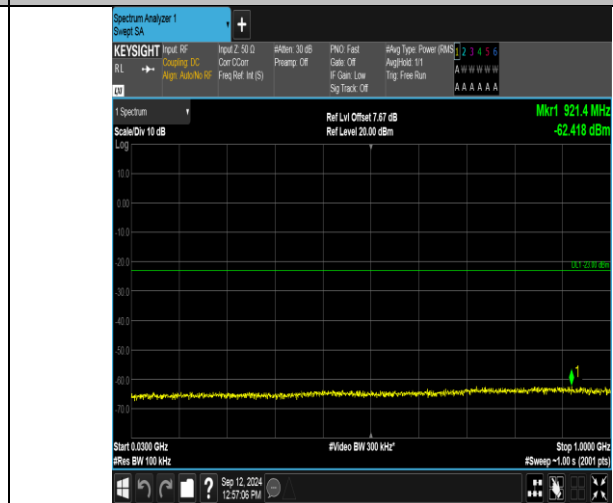 Spectrum Analyzer 1
Swept SA
+
KEYSIGHT Input: RF Input Z: 50 Ω #Atten: 30 dB PNO: Fast #Avg Type: Power (RMS 1 2 3 4 5 6
RL Coupling: DC Corr CCorr Preamp: Off Gate: Off Avg|Hold: 1/1 A W W W W W
Align: Auto/No RF Freq Ref: Int (S) IF Gain: Low Trig: Free Run
LXI Sig Track: Off A A A A A A
1 Spectrum Ref Lvl Offset 7.67 dB Mkr1 921.4 MHz
Scale/Div 10 dB Ref Level 20.00 dBm -62.418 dBm
Log
10.0
0.00
-10.0
-20.0
DL1 -23.00 dBm
-30.0
-40.0
-50.0
1
-60.0
-70.0
Start 0.0300 GHz #Video BW 300 kHz* Stop 1.0000 GHz
#Res BW 100 kHz #Sweep ~1.00 s (2001 pts)
? Sep 12, 2024
12:57:06 PM